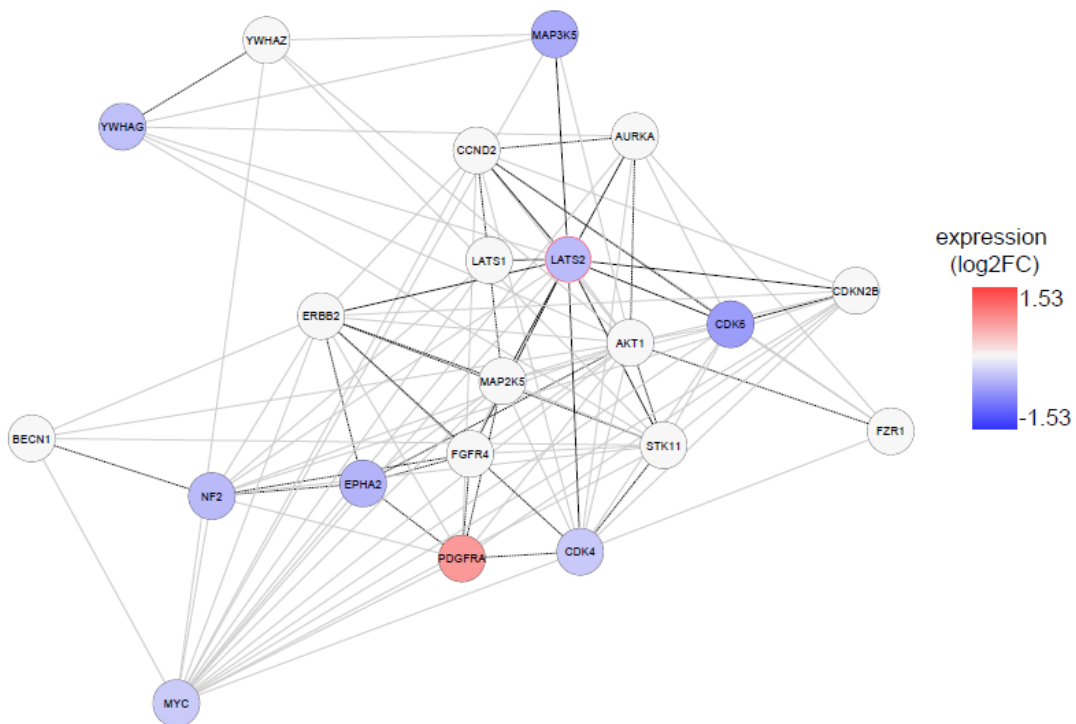 YWHAZ
MAP3K5
YWHAG
CCND2
AURKA
LATS1
LATS2
CDKN2B
ERBB2
CDK6
AKT1
MAP2K5
BECN1
FZR1
STK11
FGFR4
EPHA2
NF2
PDGFRA
CDK4
MYC
expression
(log2FC)
1.53
-1.53